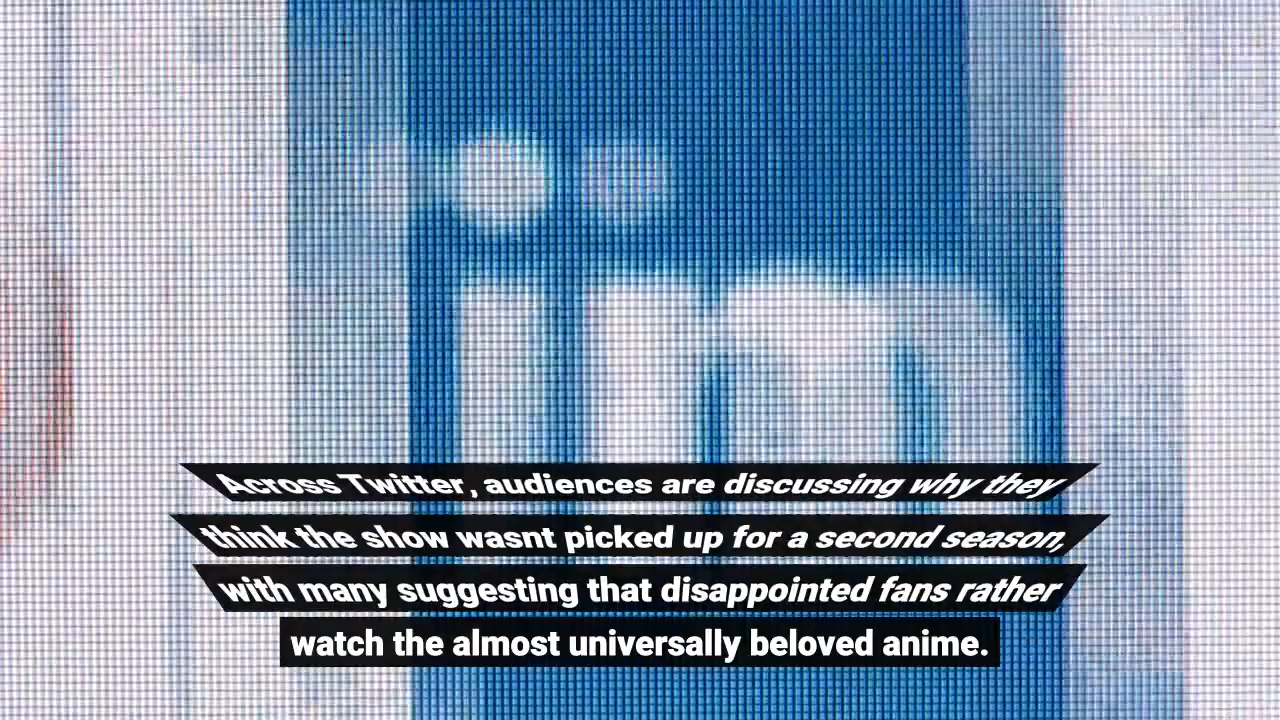 in
Across Twitter, audiences are discussing why they
think the show wasnt picked up for a second season,
with many suggesting that disappointed fans rather
watch the almost universally beloved anime.